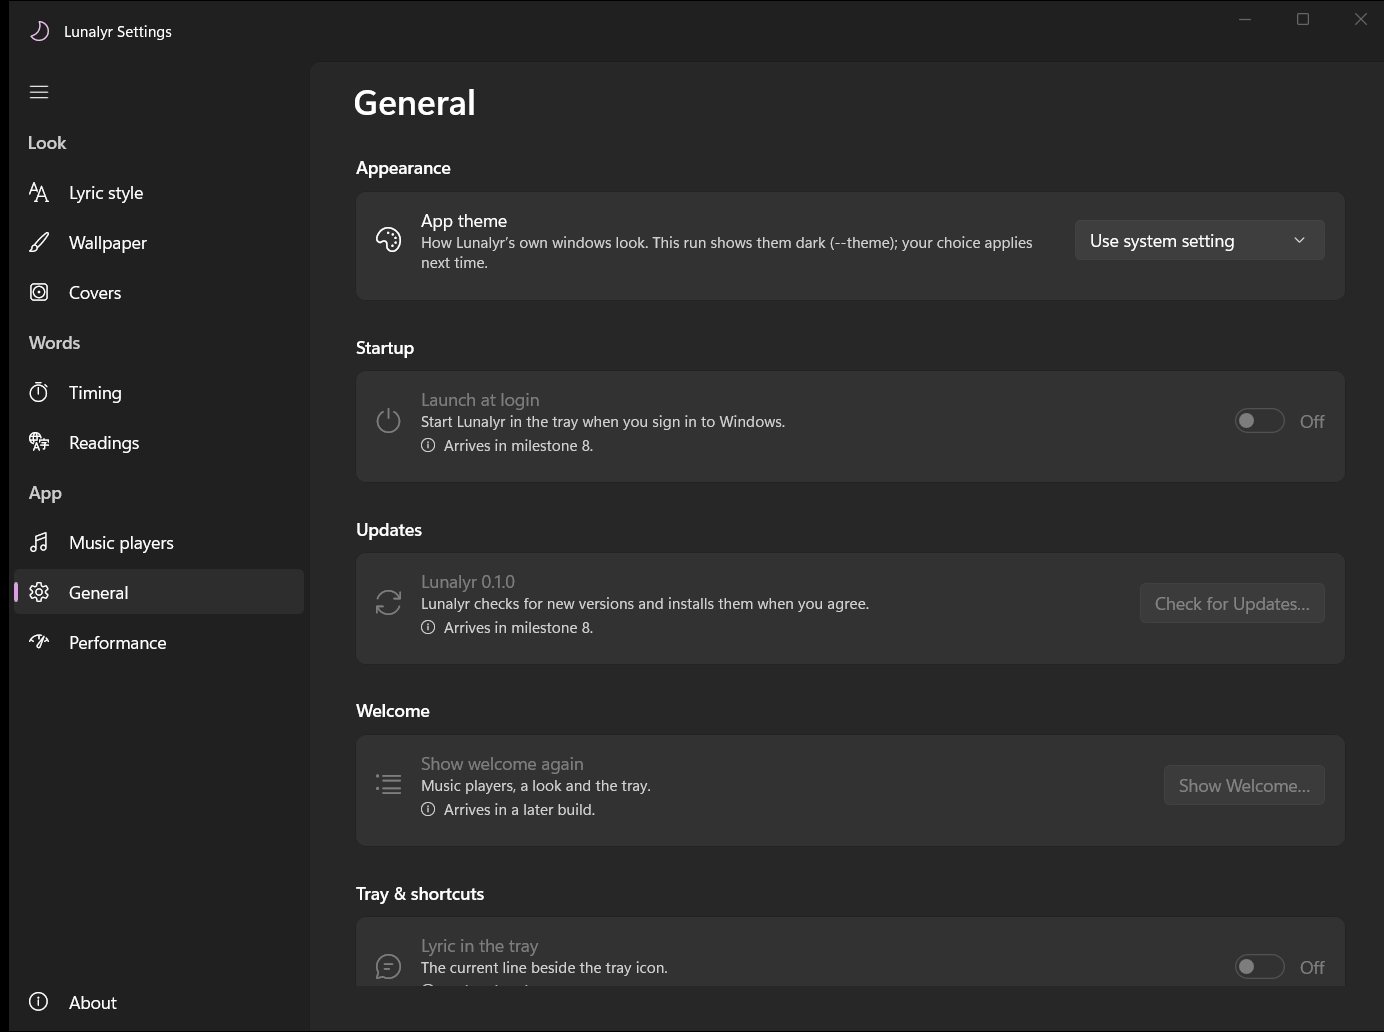 Lunalyr Settings
Look
Lyric style
Wallpaper
Covers
Words
Timing
Readings
App
Music players
General
Performance
About
General
Appearance
App theme
How Lunalyr's own windows look. This run shows them dark (--theme); your choice applies
next time.
Use system setting
Startup
Launch at login
Start Lunalyr in the tray when you sign in to Windows.
Arrives in milestone 8.
Off
Updates
Lunalyr 0.1.0
Lunalyr checks for new versions and installs them when you agree.
Arrives in milestone 8.
Check for Updates...
Welcome
Show welcome again
Music players, a look and the tray.
Arrives in a later build.
Show Welcome...
Tray & shortcuts
Lyric in the tray
The current line beside the tray icon.
Off